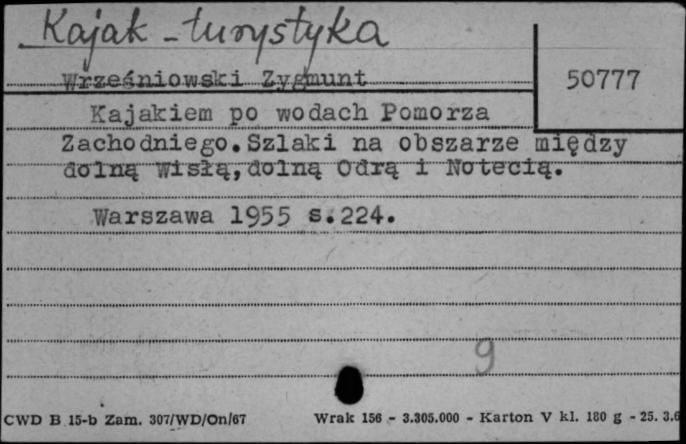 Kajak - turystyka
Wrześniowski Zygmunt
50777
Kajakiem po wodach Pomorza
Zachodniego.Szlaki na obszarze między
dolną Wisłą,dolną Odrą i Notecią.
Warszawa 1955 s.224.
9
CWD B 15-b Zam. 307/WD/On/67 Wrak 156 - 3.305.000 - Karton V kl. 180 g - 25. 3.6